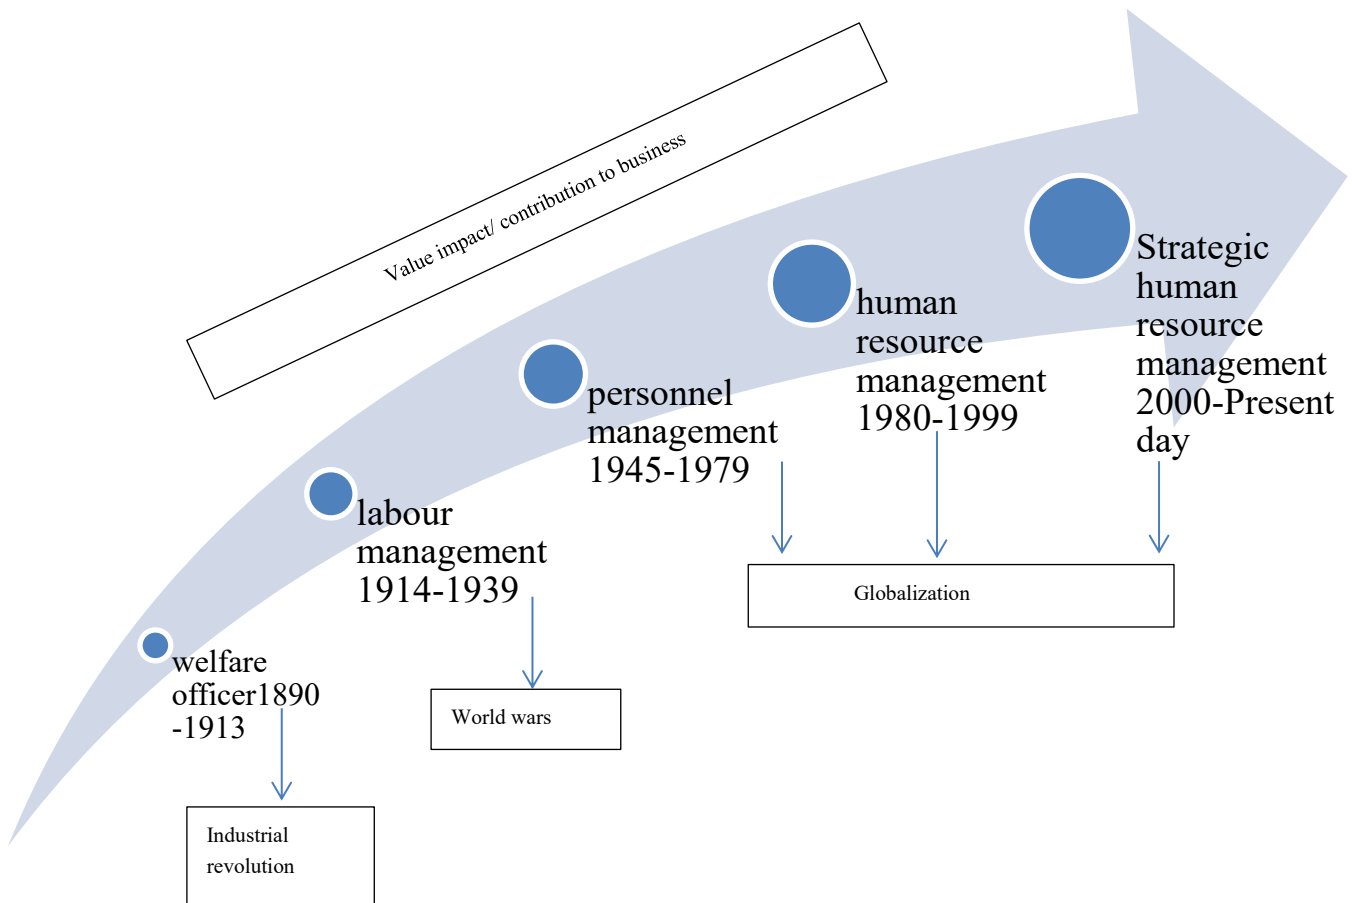 Value impact/ contribution to business
Strategic
human
resource
management
2000-Present
day
human
resource
management
1980-1999
personnel
management
1945-1979
labour
management
1914-1939
welfare
officer1890
-1913
Globalization
World wars
Industrial
revolution